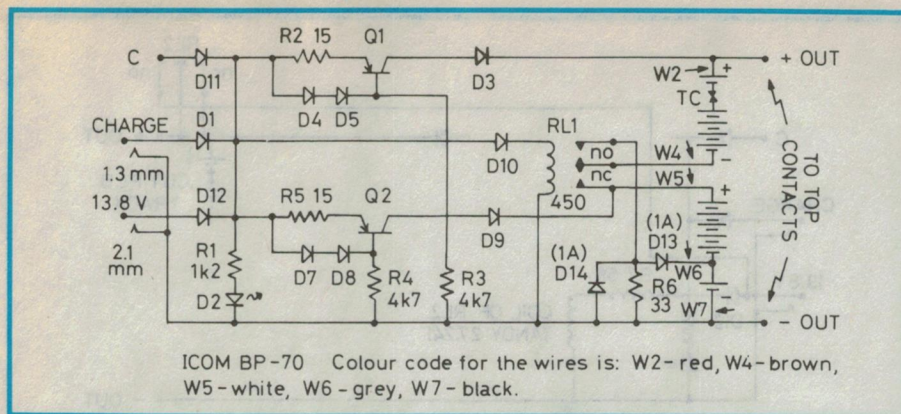 C
D11
R2 15
Q1
D3
W2
+
+ OUT
D4
D5
TC
CHARGE
D1
RL1
no
nc
W4
−
TO TOP CONTACTS
1.3 mm
D10
W5
+
13.8 V
D12
R5 15
Q2
450
2.1
mm
D9
(1A)
D13
(1A)
D14
W6
R1
1k2
D7
D8
R4
4k7
R3
4k7
R6
33
−
W7
D2
− OUT
ICOM BP-70 Colour code for the wires is: W2-red, W4-brown,
W5-white, W6-grey, W7-black.